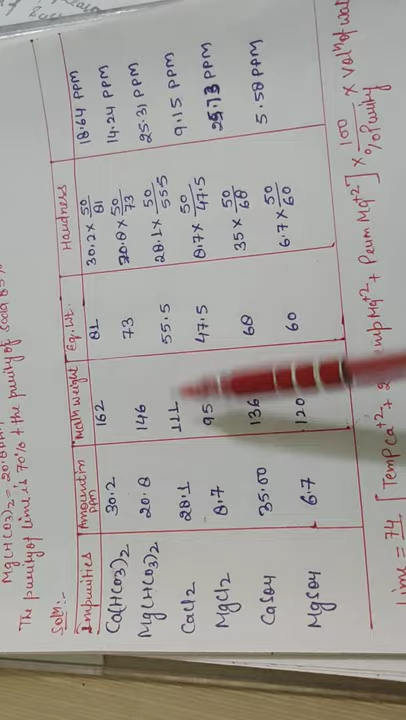 Mg(HCO3)2 = 20.8 PPM,
The purity of lime is 70% & the purity of soda 85%
Soln:-
Impurities Amount in PPM Moth weight Eq. wt. Hardness
Ca(HCO3)2 30.2 162 81 30.2 × 50/81 18.64 PPM
Mg(HCO3)2 20.8 146 73 20.8 × 50/73 14.24 PPM
CaCl2 28.1 111 55.5 28.1 × 50/55.5 25.31 PPM
MgCl2 8.7 95 47.5 8.7 × 50/47.5 9.15 PPM
CaSO4 35.00 136 68 35 × 50/68 25.73 PPM
MgSO4 6.7 120 60 6.7 × 50/60 5.58 PPM
Lime = 74 [Temp Ca+2 + 2 Temp Mg+2 + Perm Mg+2] × 100/% Purity × Voln of wat